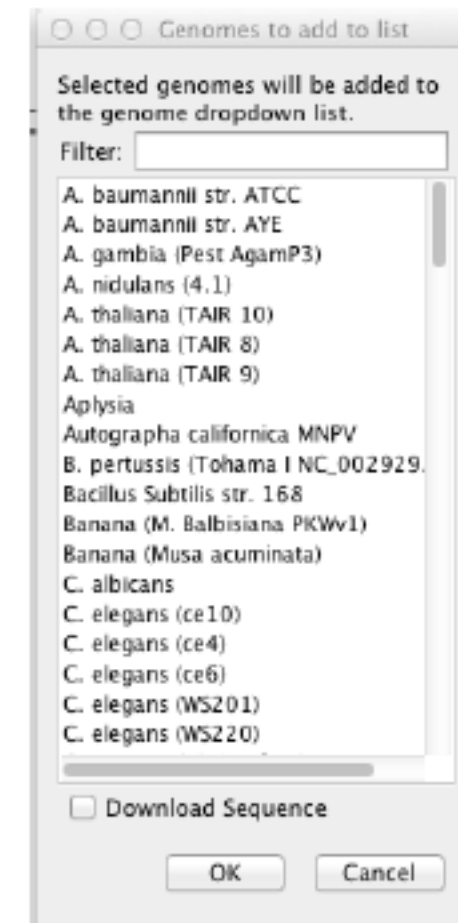 Genomes to add to list
Selected genomes will be added to
the genome dropdown list.
Filter:
A. baumannii str. ATCC
A. baumannii str. AYE
A. gambia (Pest AgamP3)
A. nidulans (4.1)
A. thaliana (TAIR 10)
A. thaliana (TAIR 8)
A. thaliana (TAIR 9)
Aplysia
Autographa californica MNPV
B. pertussis (Tohama I NC_002929.
Bacillus Subtilis str. 168
Banana (M. Balbisiana PKWv1)
Banana (Musa acuminata)
C. albicans
C. elegans (ce10)
C. elegans (ce4)
C. elegans (ce6)
C. elegans (WS201)
C. elegans (WS220)
Download Sequence
OK Cancel